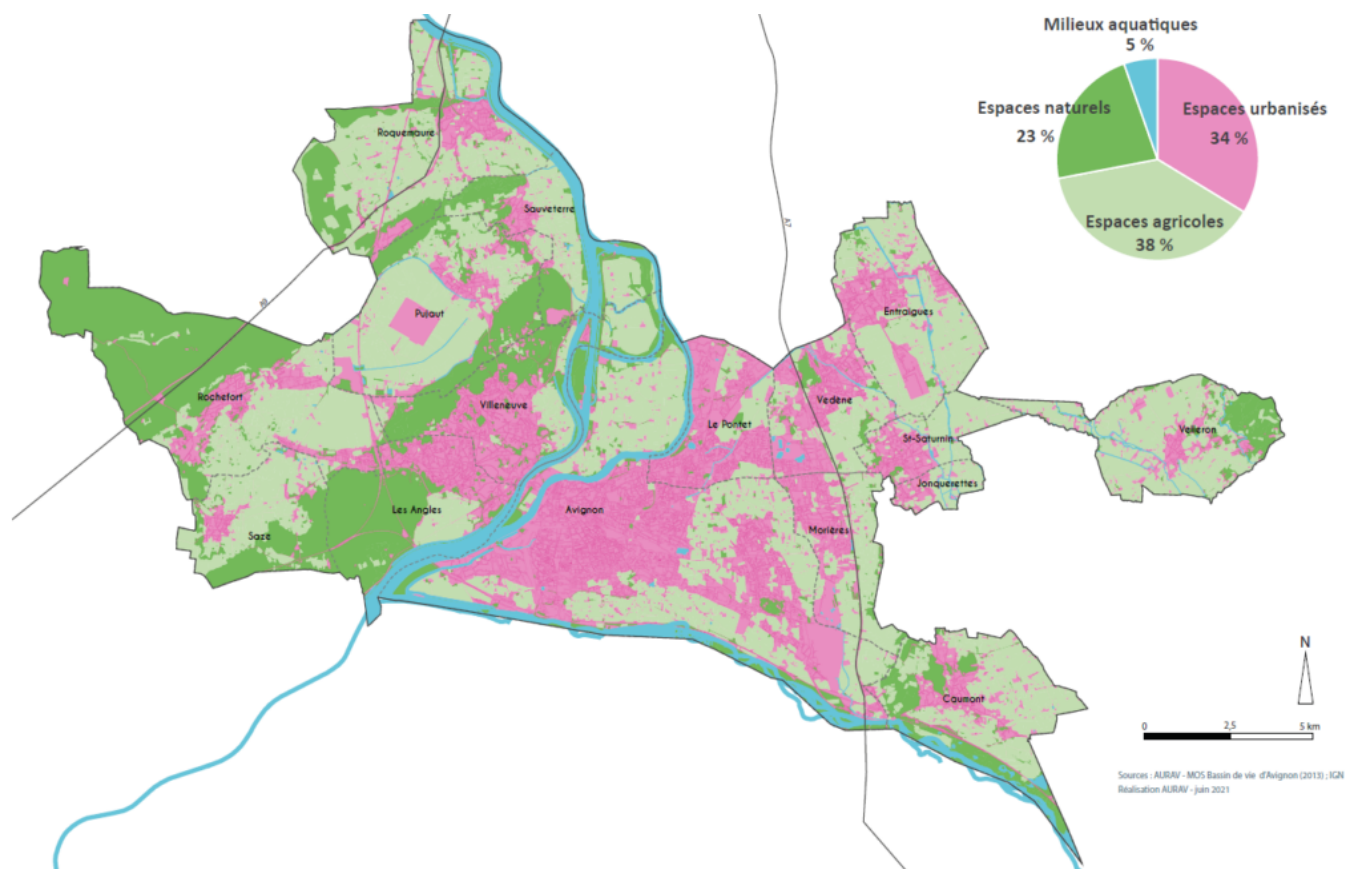 Milieux aquatiques
5 %
Espaces naturels
23 %
Espaces urbanisés
34 %
Espaces agricoles
38 %
Roquemaure
Sauveterre
A7
A9
Pujaut
Entraigues
Rochefort
Villeneuve
Vedène
Le Pontet
St-Saturnin
Velleron
Jonquerettes
Les Angles
Avignon
Morières
Saze
Caumont
N
0 2,5 5 km
Sources : AURAV - MOS Bassin de vie d'Avignon (2013) ; IGN
Réalisation AURAV - juin 2021